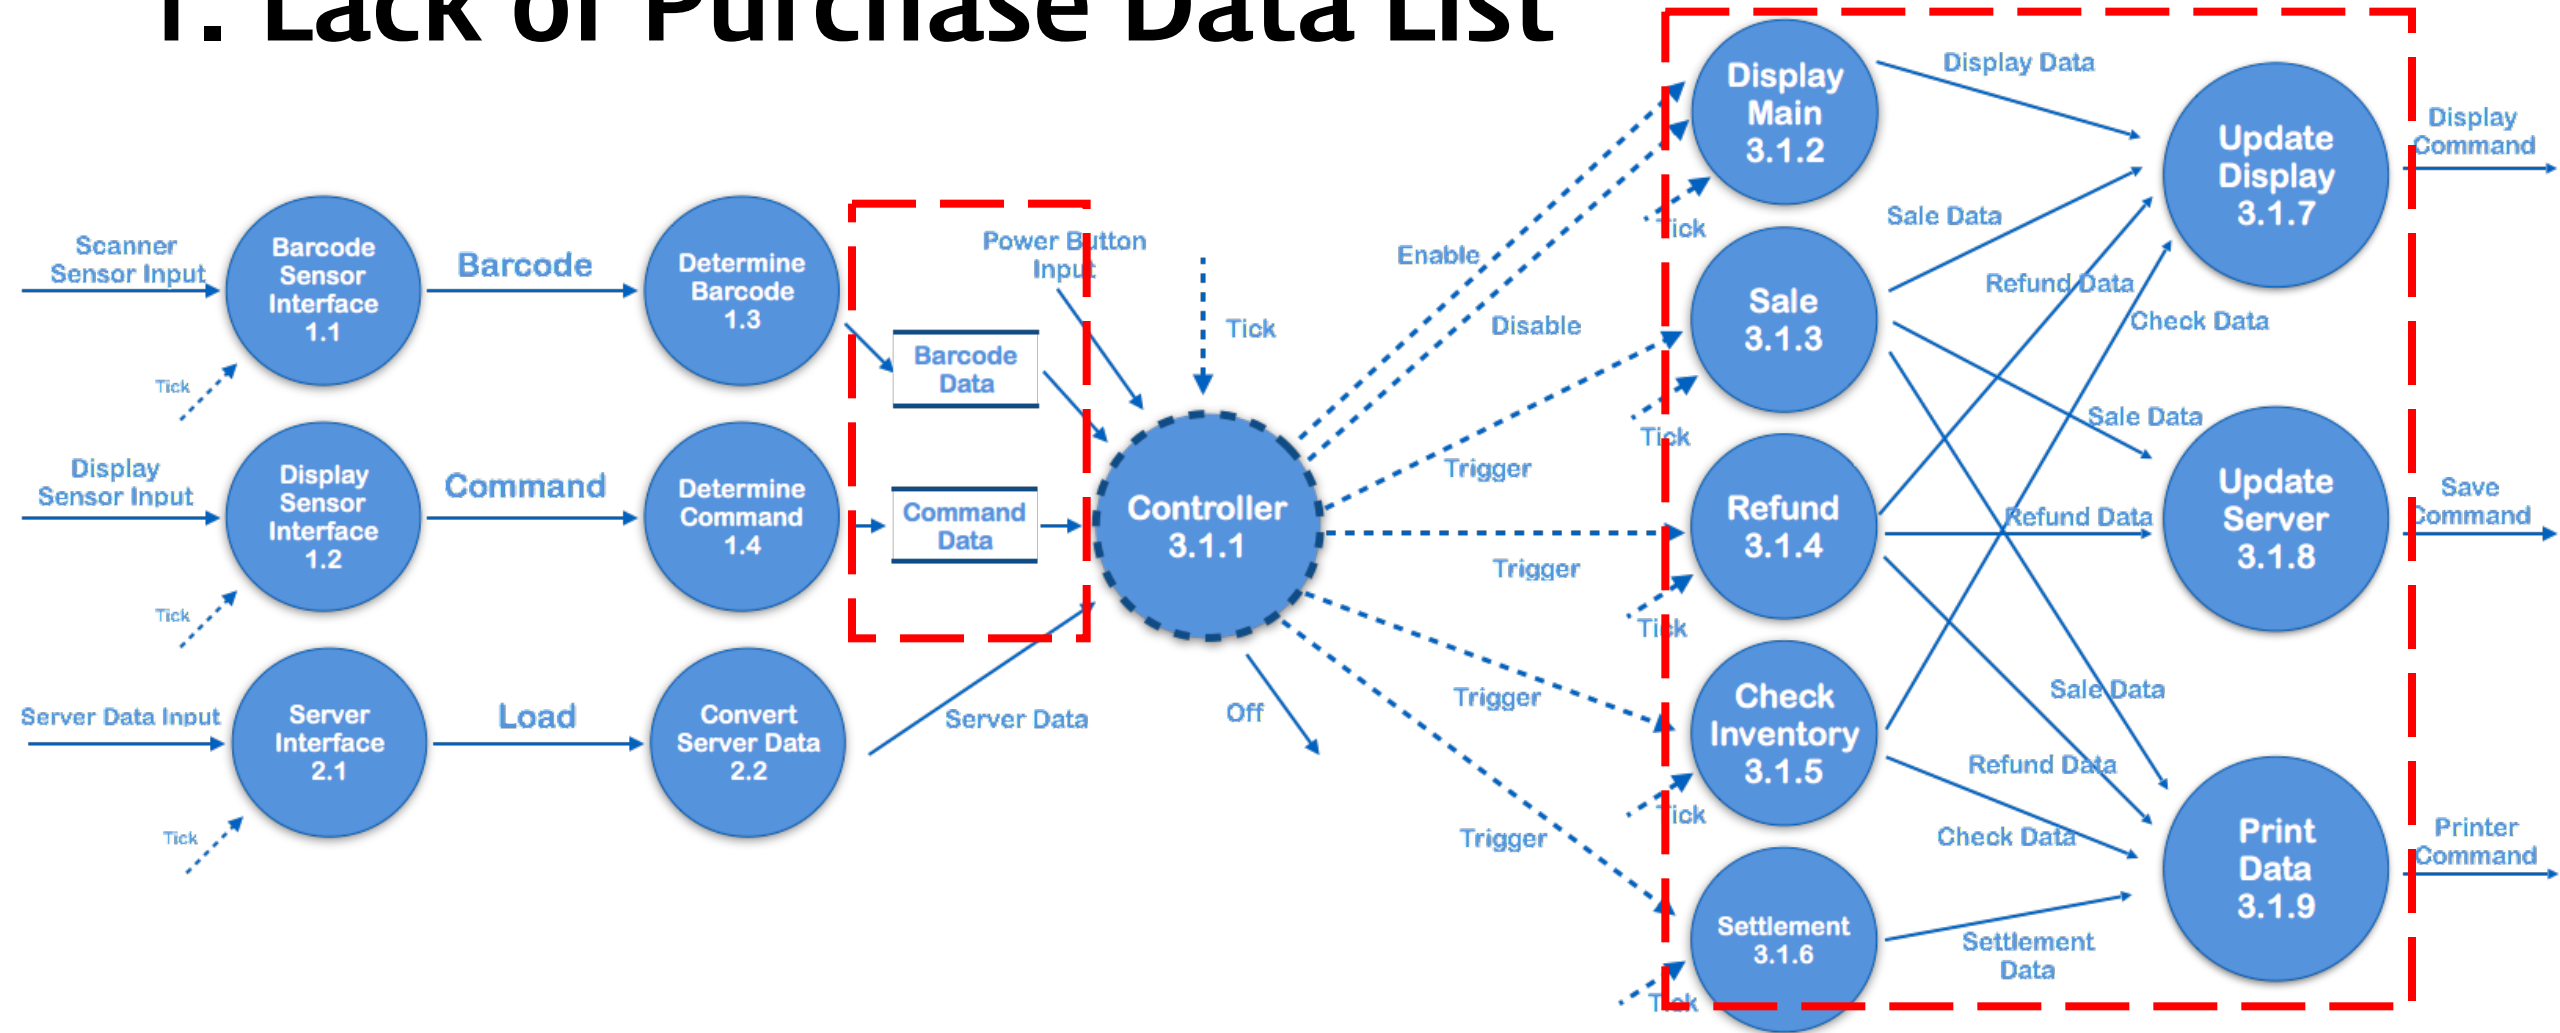 1. Lack of Purchase Data List
Scanner
Sensor Input
Barcode
Sensor
Interface
1.1
Tick
Barcode
Determine
Barcode
1.3
Display
Sensor Input
Display
Sensor
Interface
1.2
Tick
Command
Determine
Command
1.4
Server Data Input
Server
Interface
2.1
Tick
Load
Convert
Server Data
2.2
Barcode
Data
Command
Data
Server Data
Power Button
Input
Tick
Controller
3.1.1
Off
Enable
Disable
Trigger
Trigger
Trigger
Trigger
Display
Main
3.1.2
Tick
Sale
3.1.3
Tick
Refund
3.1.4
Tick
Check
Inventory
3.1.5
Tick
Settlement
3.1.6
Tick
Display Data
Sale Data
Refund Data
Check Data
Sale Data
Refund Data
Sale Data
Refund Data
Check Data
Settlement
Data
Update
Display
3.1.7
Update
Server
3.1.8
Print
Data
3.1.9
Display
Command
Save
Command
Printer
Command